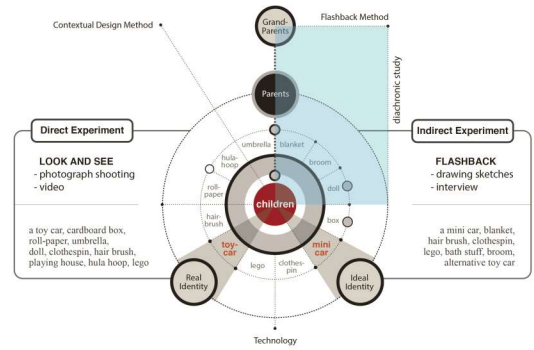 Contextual Design Method
Grand-
Parents
Flashback Method
Parents
diachronic study
Direct Experiment
Indirect Experiment
LOOK AND SEE
- photograph shooting
- video
FLASHBACK
- drawing sketches
- interview
umbrella
blanket
hula-
hoop
broom
roll-
paper
doll
children
hair-
brush
box
toy-
car
mini
car
lego
clothes-
pin
a toy car, cardboard box,
roll-paper, umbrella,
doll, clothespin, hair brush,
playing house, hula hoop, lego
a mini car, blanket,
hair brush, clothespin,
lego, bath stuff, broom,
alternative toy car
Real
Identity
Ideal
Identity
Technology